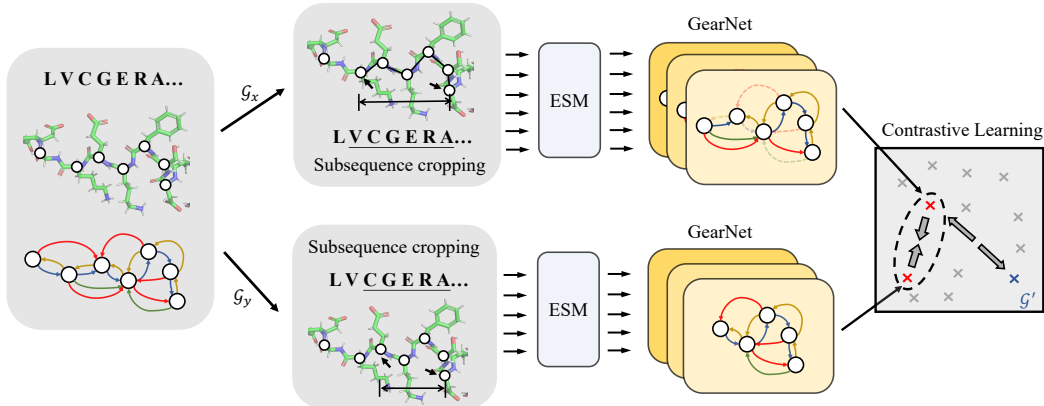 L V C G E R A...
𝒢x
L V C G E R A...
Subsequence cropping
ESM
GearNet
Contrastive Learning
𝒢'
𝒢y
Subsequence cropping
L V C G E R A...
ESM
GearNet